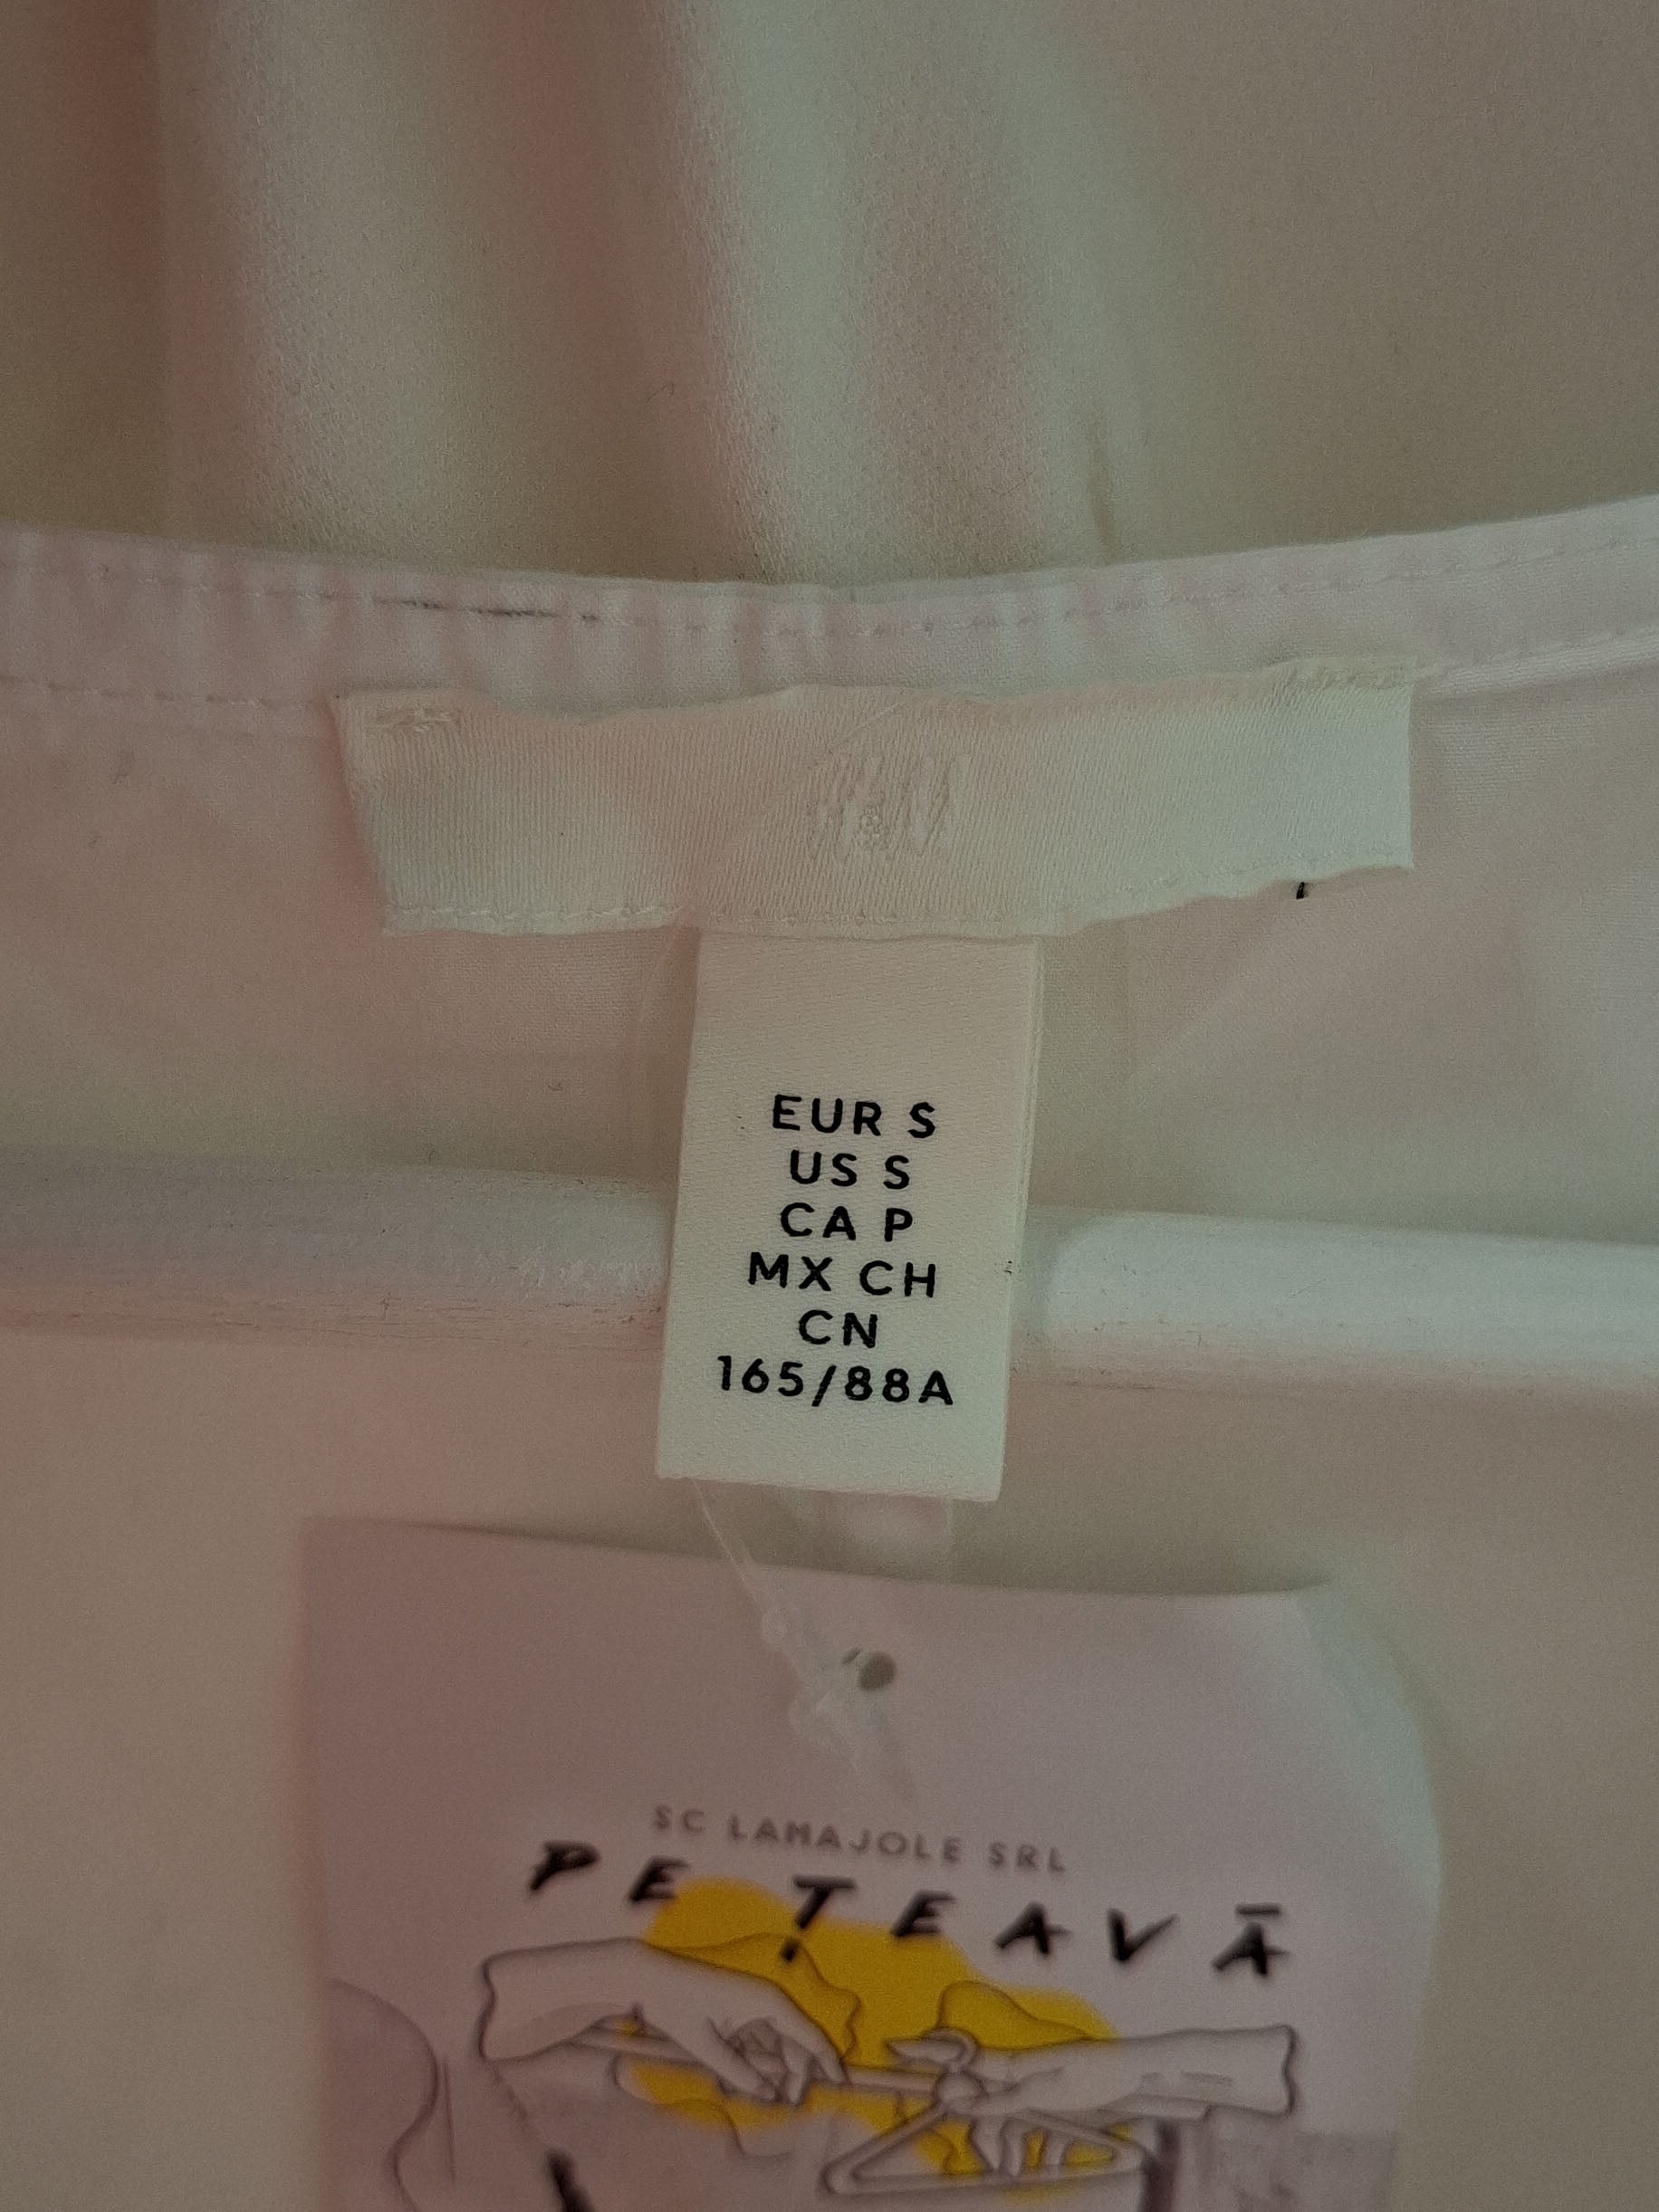 H&M
EUR S
US S
CA P
MX CH
CN
165/88A
SC LAMAJOLE SRL
PE ȚEAVĂ